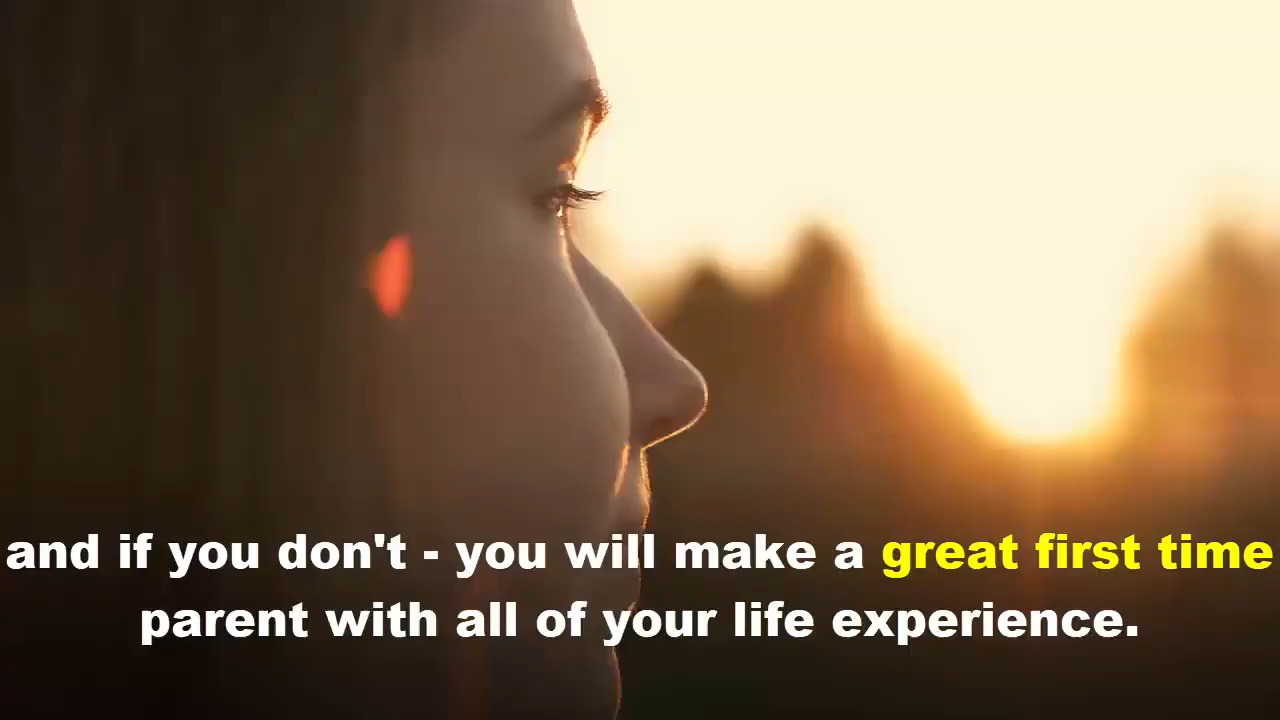 and if you don't - you will make a great first time
parent with all of your life experience.